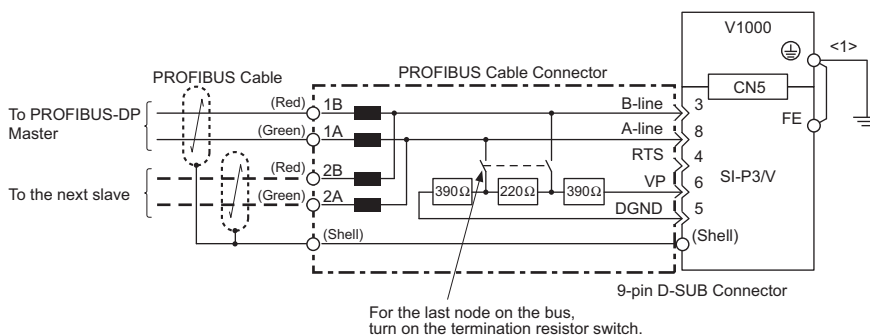 V1000
<1>
PROFIBUS Cable
PROFIBUS Cable Connector
CN5
To PROFIBUS-DP
Master
(Red)
1B
B-line
3
FE
(Green)
1A
A-line
8
RTS
4
SI-P3/V
To the next slave
(Red)
2B
(Green)
2A
390Ω
220Ω
390Ω
VP
6
DGND
5
(Shell)
(Shell)
9-pin D-SUB Connector
For the last node on the bus,
turn on the termination resistor switch.